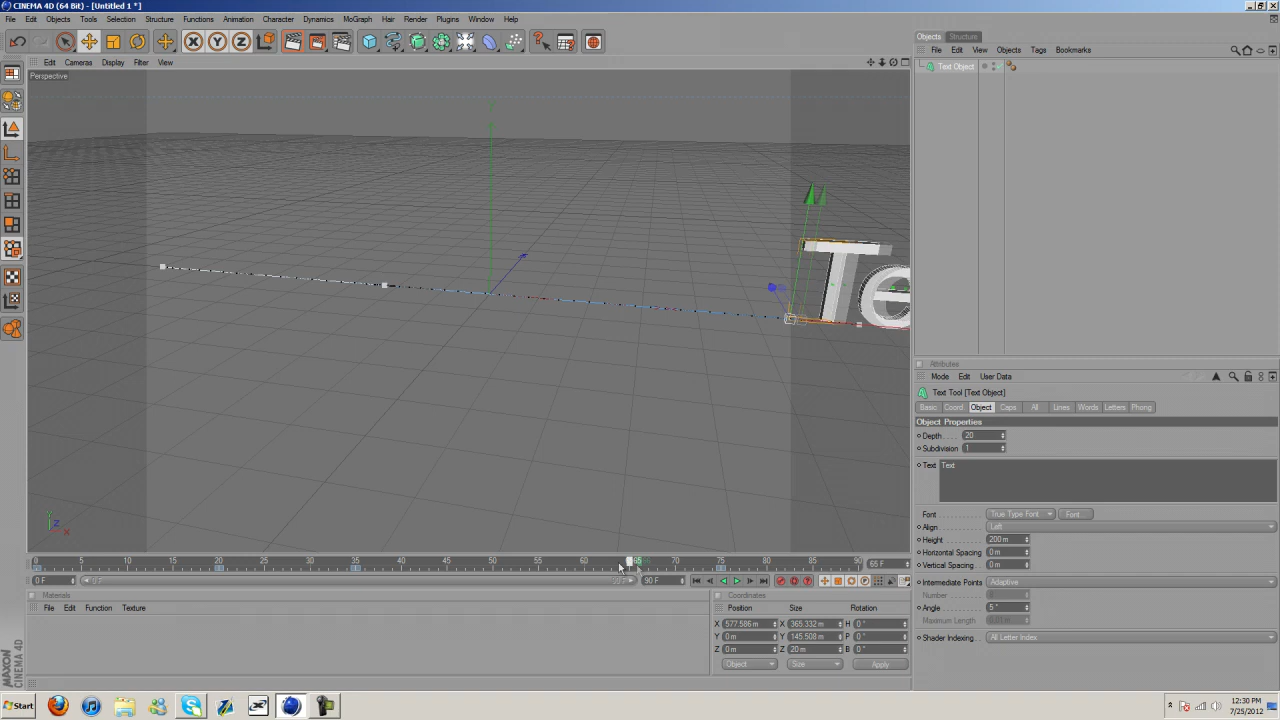 CINEMA 4D (64 Bit) - [Untitled 1 *]
File Edit Objects Tools Selection Structure Functions Animation Character Dynamics MoGraph Hair Render Plugins Window Help
X Y Z
Edit Cameras Display Filter View
Perspective
Y
Te
Y Z X
0 5 10 15 20 25 30 35 40 45 50 55 60 65 70 75 80 85 90
65 F
0 F
90 F
Materials
File Edit Function Texture
Coordinates
Position Size Rotation
X 577.586 m X 365.332 m H 0 °
Y 0 m Y 145.508 m P 0 °
Z 0 m Z 20 m B 0 °
Object Size Apply
MAXON
CINEMA 4D
Objects Structure
File Edit View Objects Tags Bookmarks
Text Object
Attributes
Mode Edit User Data
Text Tool [Text Object]
Basic Coord. Object Caps All Lines Words Letters Phong
Object Properties
Depth 20
Subdivision 1
Text Text
Font True Type Font Font...
Align Left
Height 200 m
Horizontal Spacing 0 m
Vertical Spacing 0 m
Intermediate Points Adaptive
Number
Angle 5 °
Maximum Length
Shader Indexing All Letter Index
Start
12:30 PM
7/25/2012